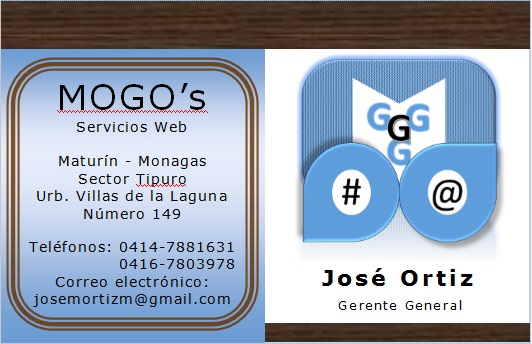 MOGO's
Servicios Web
Maturín - Monagas
Sector Tipuro
Urb. Villas de la Laguna
Número 149
Teléfonos: 0414-7881631
0416-7803978
Correo electrónico:
josemortizm@gmail.com
G G G
G
# @
José Ortiz
Gerente General